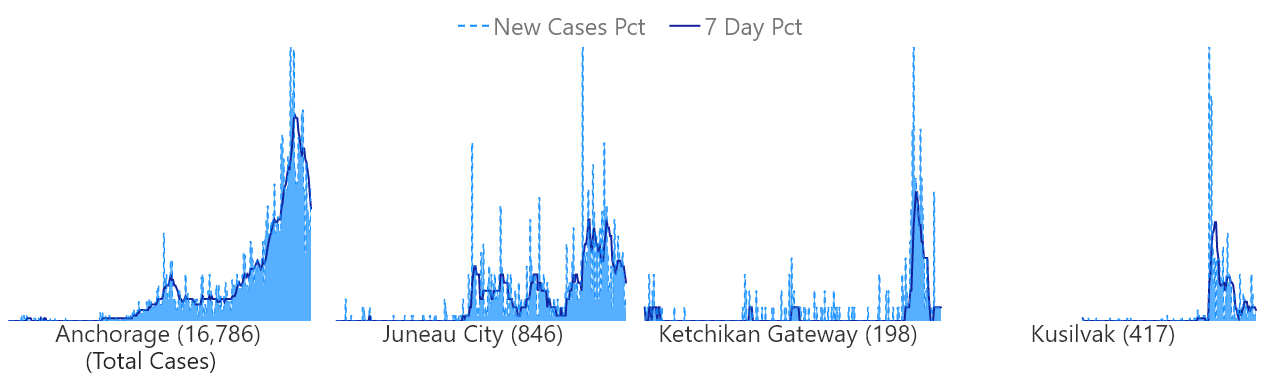 New Cases Pct 7 Day Pct
Anchorage (16,786) Juneau City (846) Ketchikan Gateway (198) Kusilvak (417)
(Total Cases)